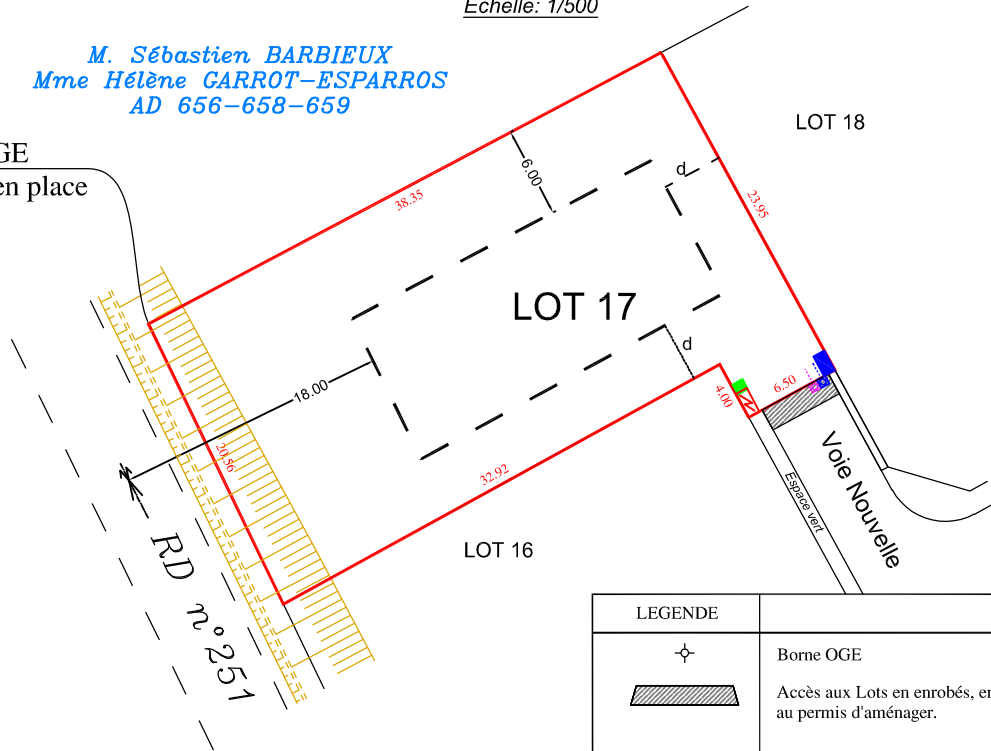 Echelle: 1/500
M. Sébastien BARBIEUX
Mme Hélène GARROT-ESPARROS
AD 656-658-659
LOT 18
GE
en place
38.35
6.00
d
23.95
LOT 17
d
18.00
4.00
6.50
20.56
32.92
Espace vert
Voie Nouvelle
LOT 16
RD n°251
LEGENDE
Borne OGE
Accès aux Lots en enrobés, en
au permis d'aménager.